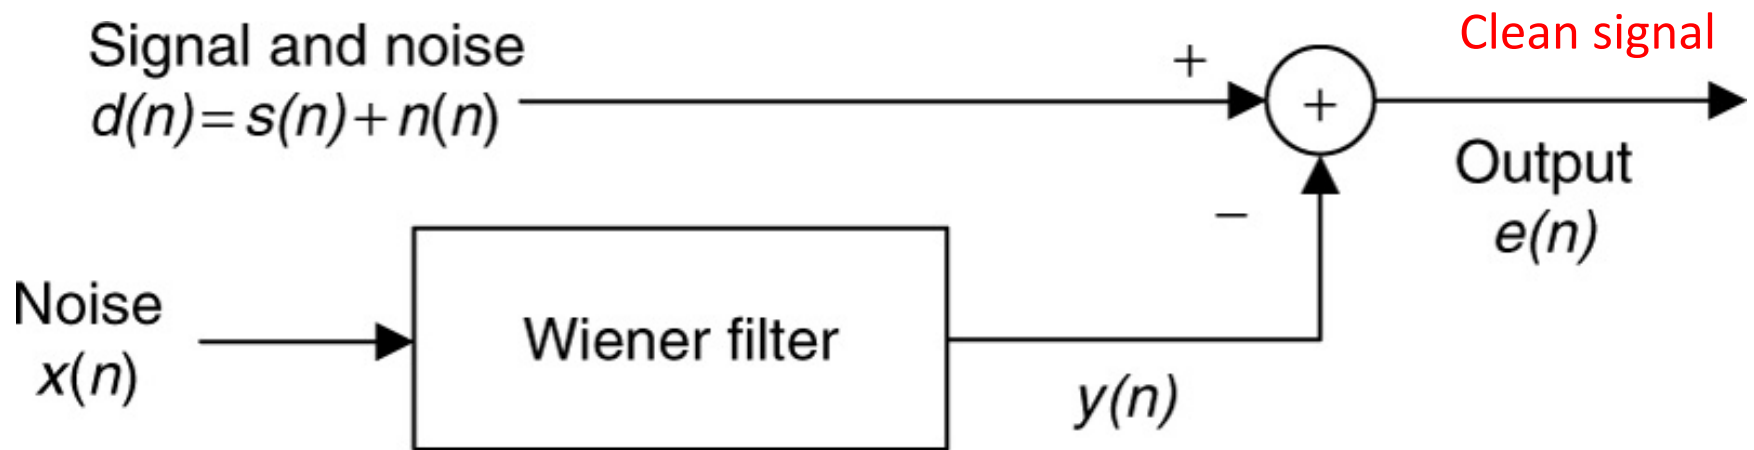 Signal and noise
d(n)=s(n)+n(n)
+
+
Clean signal
Output
e(n)
−
Noise
x(n)
Wiener filter
y(n)